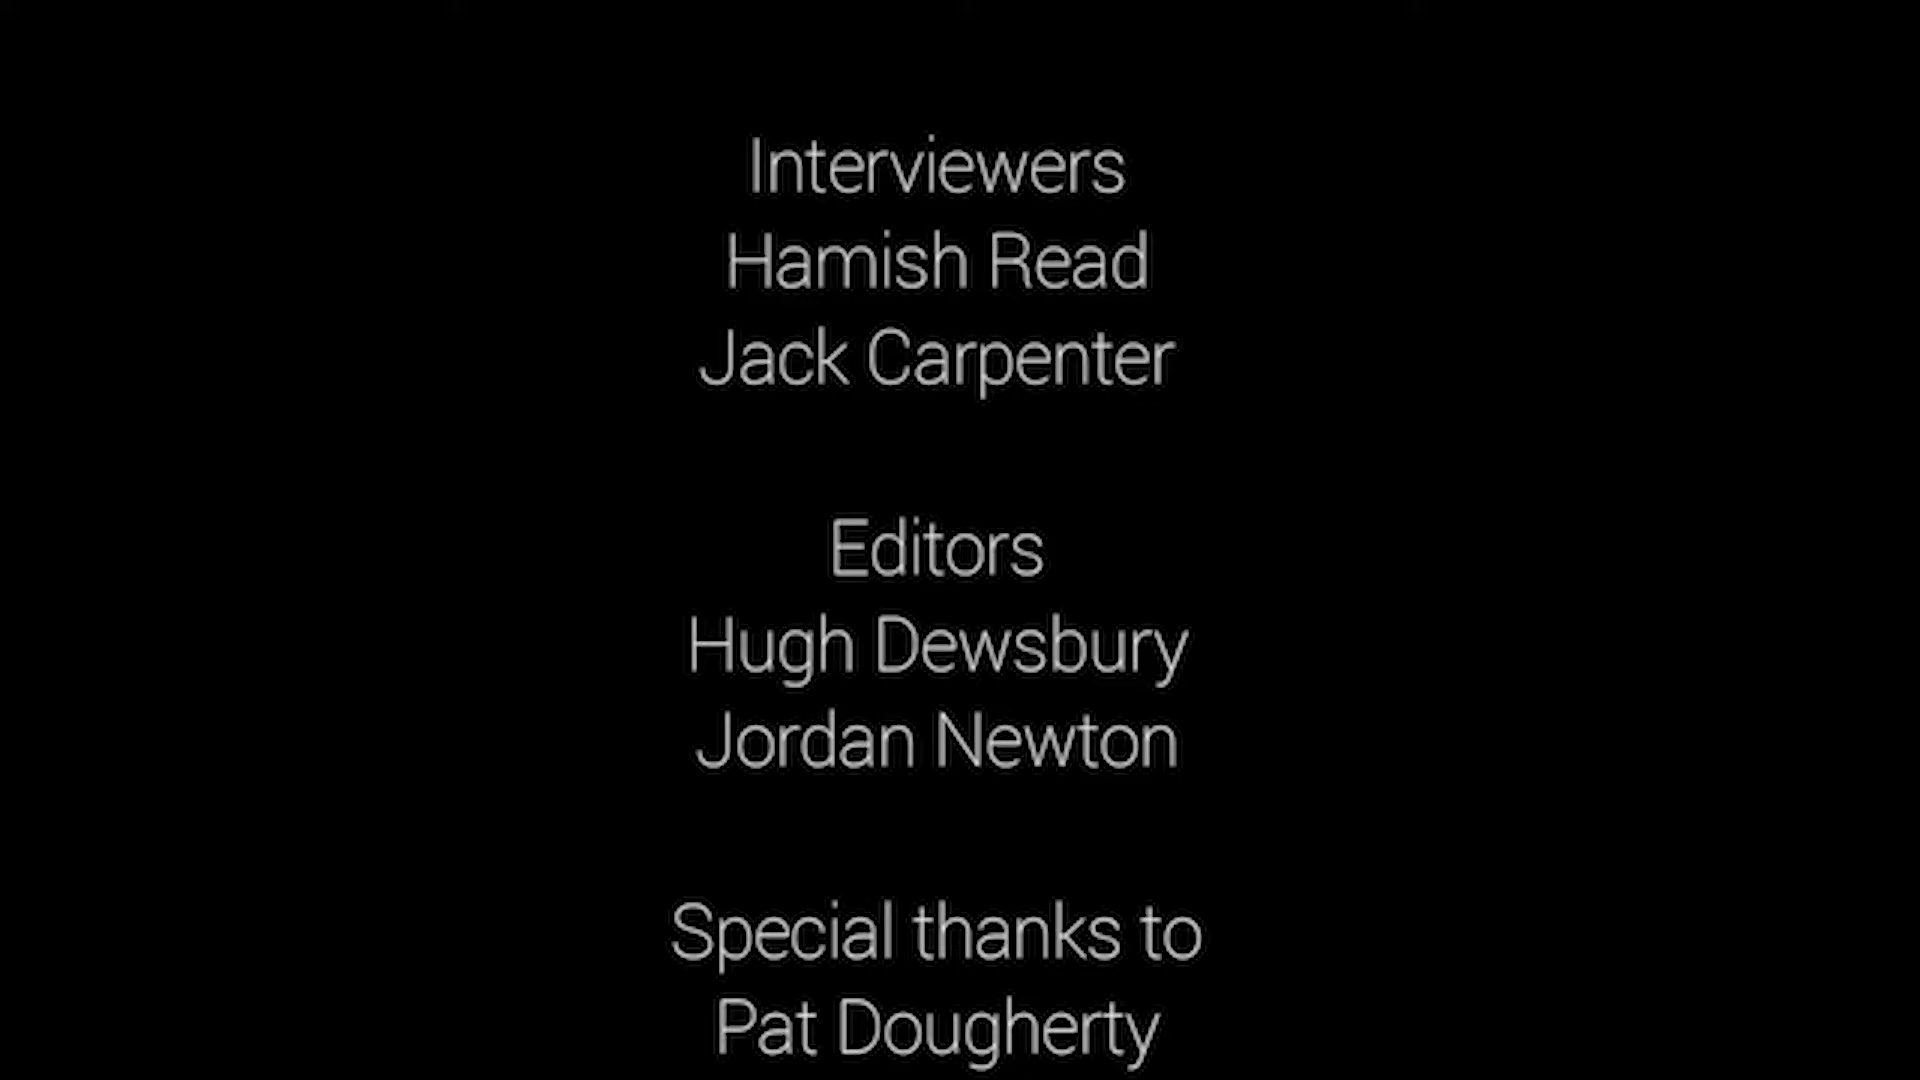 Interviewers
Hamish Read
Jack Carpenter
Editors
Hugh Dewsbury
Jordan Newton
Special thanks to
Pat Dougherty